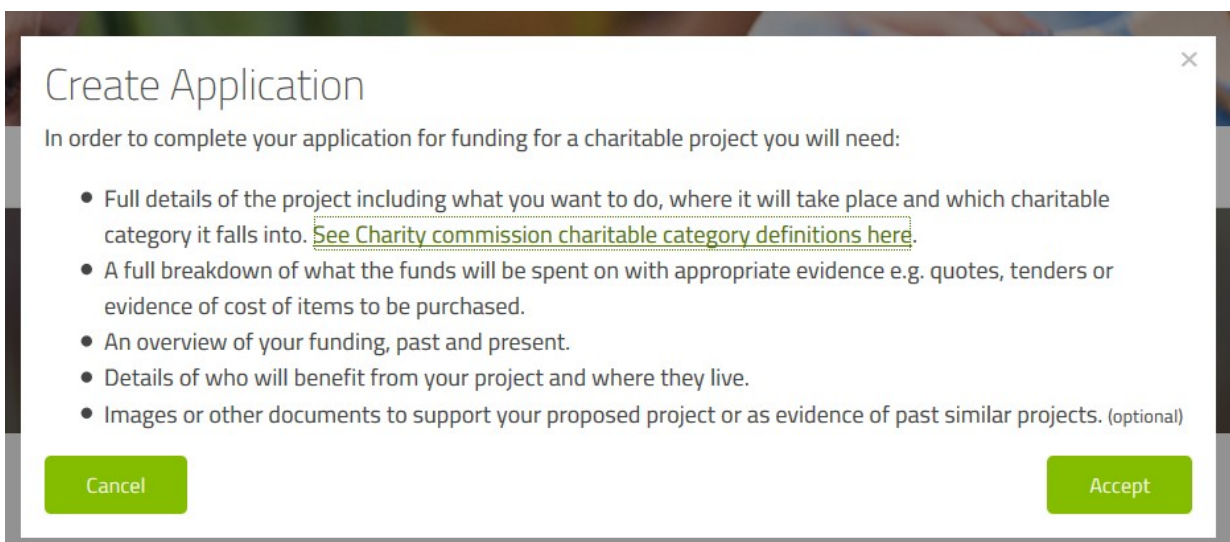 ×
Create Application
In order to complete your application for funding for a charitable project you will need:
• Full details of the project including what you want to do, where it will take place and which charitable
category it falls into. See Charity commission charitable category definitions here.
• A full breakdown of what the funds will be spent on with appropriate evidence e.g. quotes, tenders or
evidence of cost of items to be purchased.
• An overview of your funding, past and present.
• Details of who will benefit from your project and where they live.
• Images or other documents to support your proposed project or as evidence of past similar projects. (optional)
Cancel
Accept